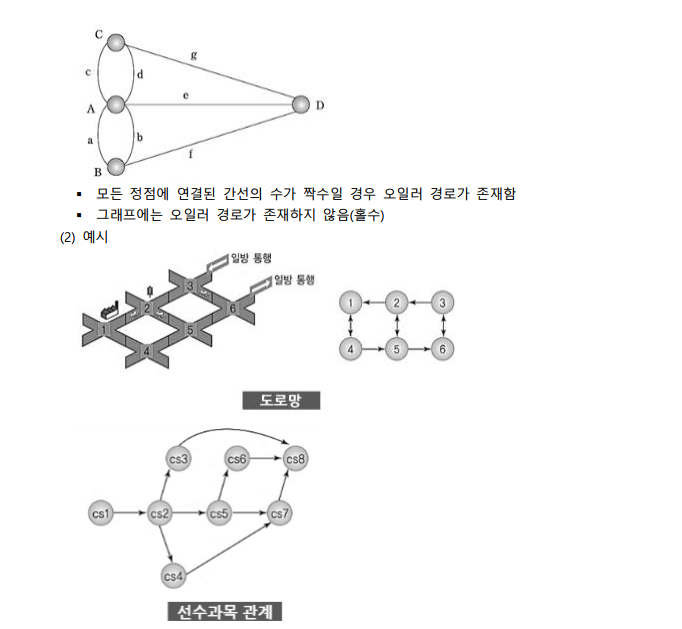 C
g
c
d
e
A
D
a
b
f
B
▪ 모든 정점에 연결된 간선의 수가 짝수일 경우 오일러 경로가 존재함
▪ 그래프에는 오일러 경로가 존재하지 않음(홀수)
(2) 예시
일방 통행
일방 통행
3
2
6
1
5
4
1 2 3
4 5 6
도로망
cs3 cs6 cs8
cs1 cs2 cs5 cs7
cs4
선수과목 관계